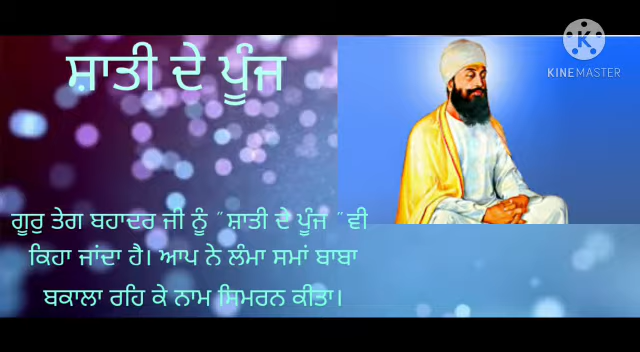 ਸ਼ਾਤੀ ਦੇ ਪੂੰਜ
KINEMASTER
ਗੂਰੁ ਤੇਗ ਬਹਾਦਰ ਜੀ ਨੂੰ "ਸ਼ਾਤੀ ਦੇ ਪੂੰਜ " ਵੀ
ਕਿਹਾ ਜਾਂਦਾ ਹੈ। ਆਪ ਨੇ ਲੰਮਾ ਸਮਾਂ ਬਾਬਾ
ਬਕਾਲਾ ਰਹਿ ਕੇ ਨਾਮ ਸਿਮਰਨ ਕੀਤਾ।